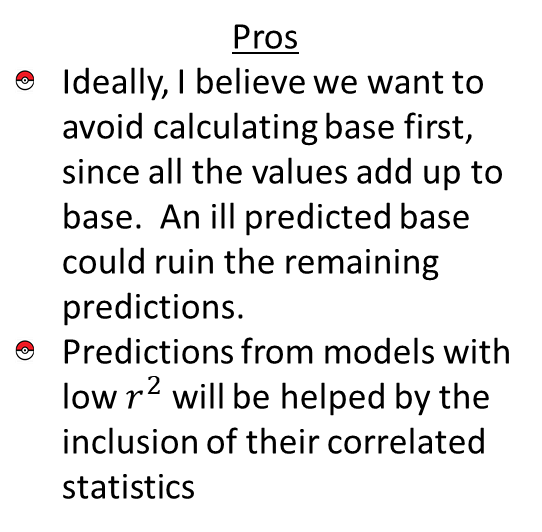 Pros
Ideally, I believe we want to
avoid calculating base first,
since all the values add up to
base.  An ill predicted base
could ruin the remaining
predictions.
Predictions from models with
low r² will be helped by the
inclusion of their correlated
statistics